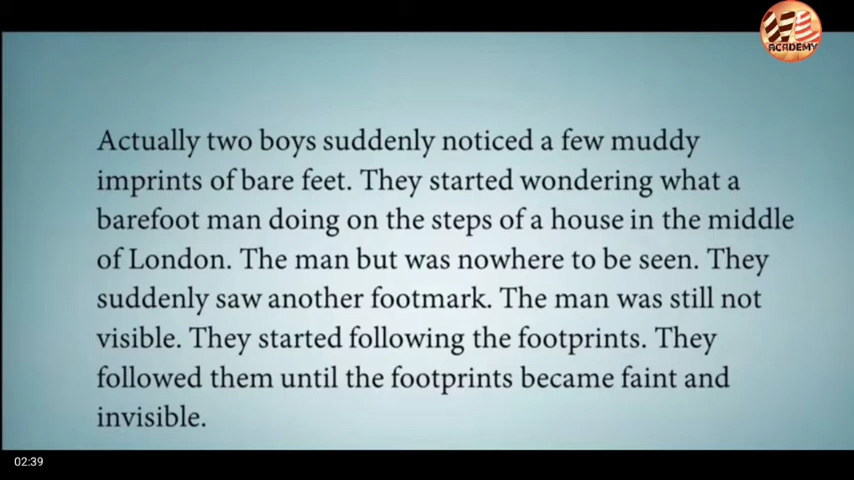 ACADEMY
Actually two boys suddenly noticed a few muddy
imprints of bare feet. They started wondering what a
barefoot man doing on the steps of a house in the middle
of London. The man but was nowhere to be seen. They
suddenly saw another footmark. The man was still not
visible. They started following the footprints. They
followed them until the footprints became faint and
invisible.
02:39